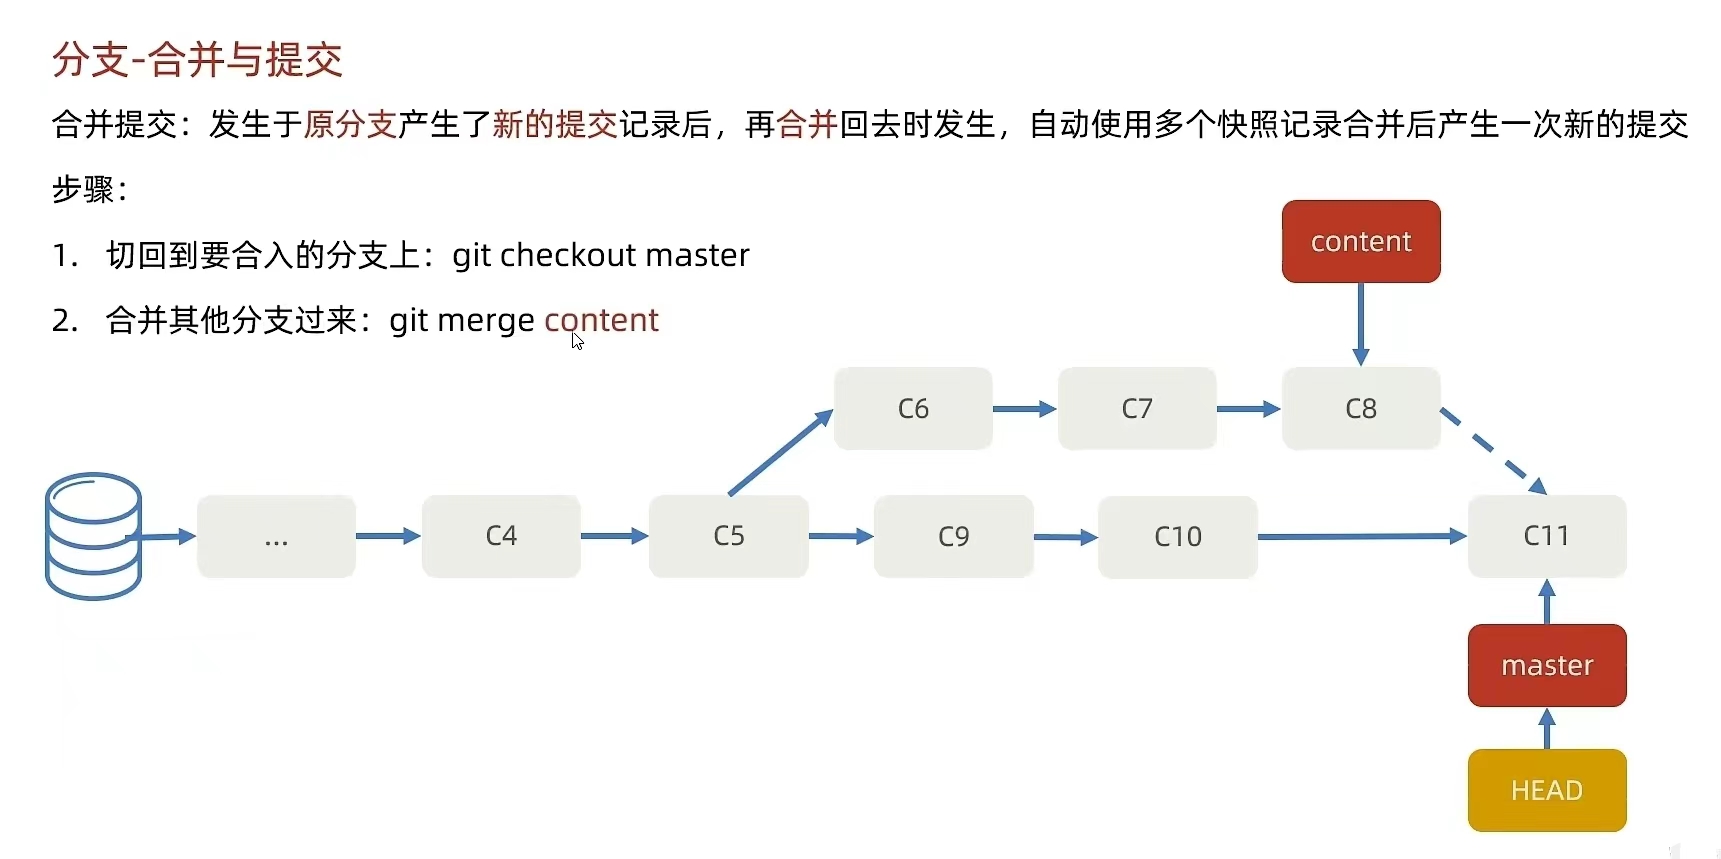 分支-合并与提交
合并提交：发生于原分支产生了新的提交记录后，再合并回去时发生，自动使用多个快照记录合并后产生一次新的提交
步骤：
1. 切回到要合入的分支上：git checkout master
2. 合并其他分支过来：git merge content
content
C6
C7
C8
...
C4
C5
C9
C10
C11
master
HEAD